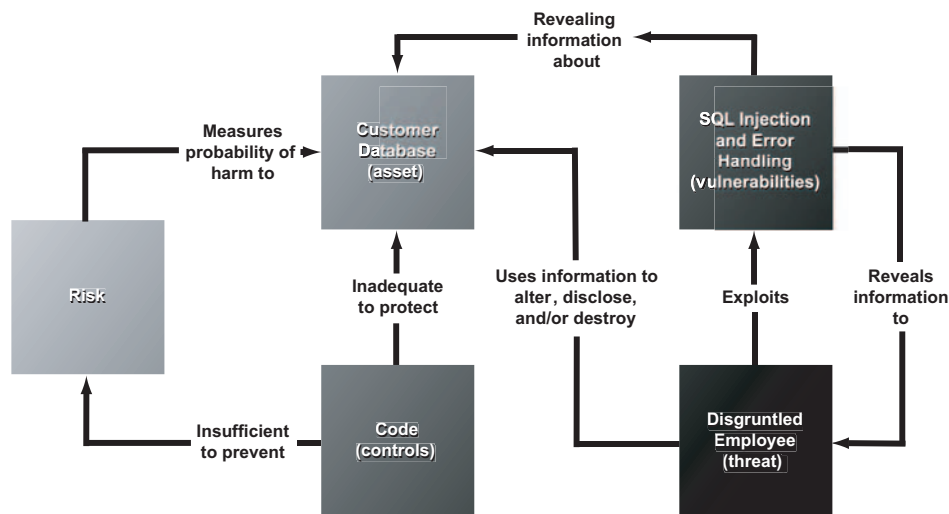 Revealing
information
about
Customer
Database
(asset)
SQL Injection
and Error
Handling
(vulnerabilities)
Measures
probability of
harm to
Risk
Inadequate
to protect
Uses information to
alter, disclose,
and/or destroy
Exploits
Reveals
information
to
Insufficient
to prevent
Code
(controls)
Disgruntled
Employee
(threat)